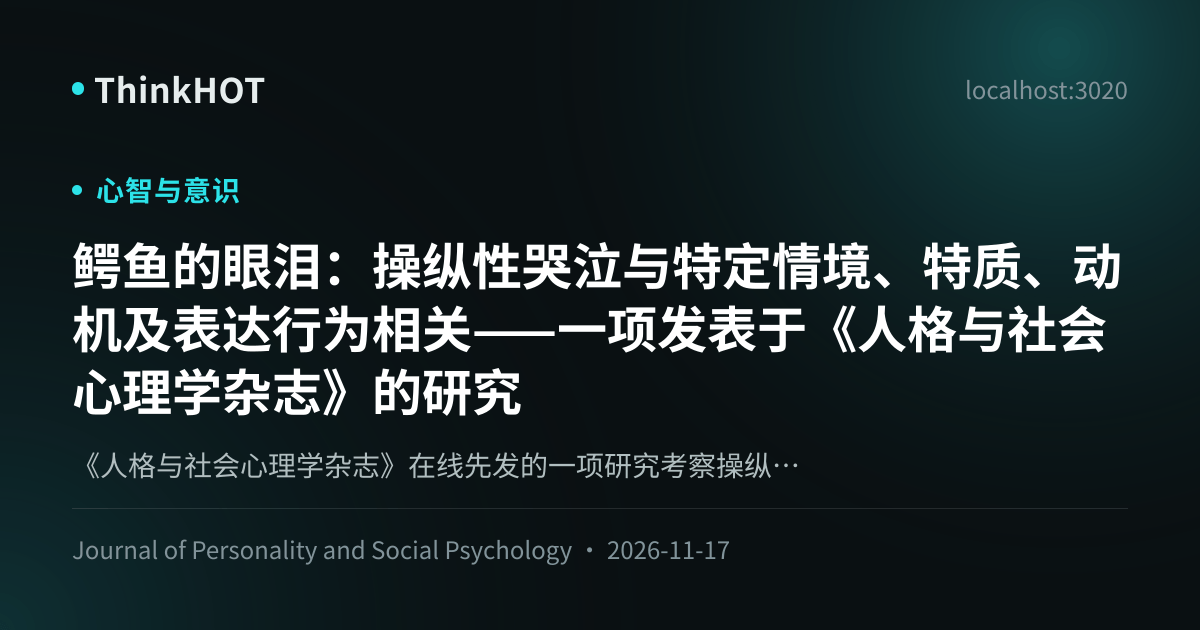 ThinkHOT
localhost:3020
心智与意识
鳄鱼的眼泪：操纵性哭泣与特定情境、特质、动
机及表达行为相关——一项发表于《人格与社会
心理学杂志》的研究
《人格与社会心理学杂志》在线先发的一项研究考察操纵…
Journal of Personality and Social Psychology · 2026-11-17